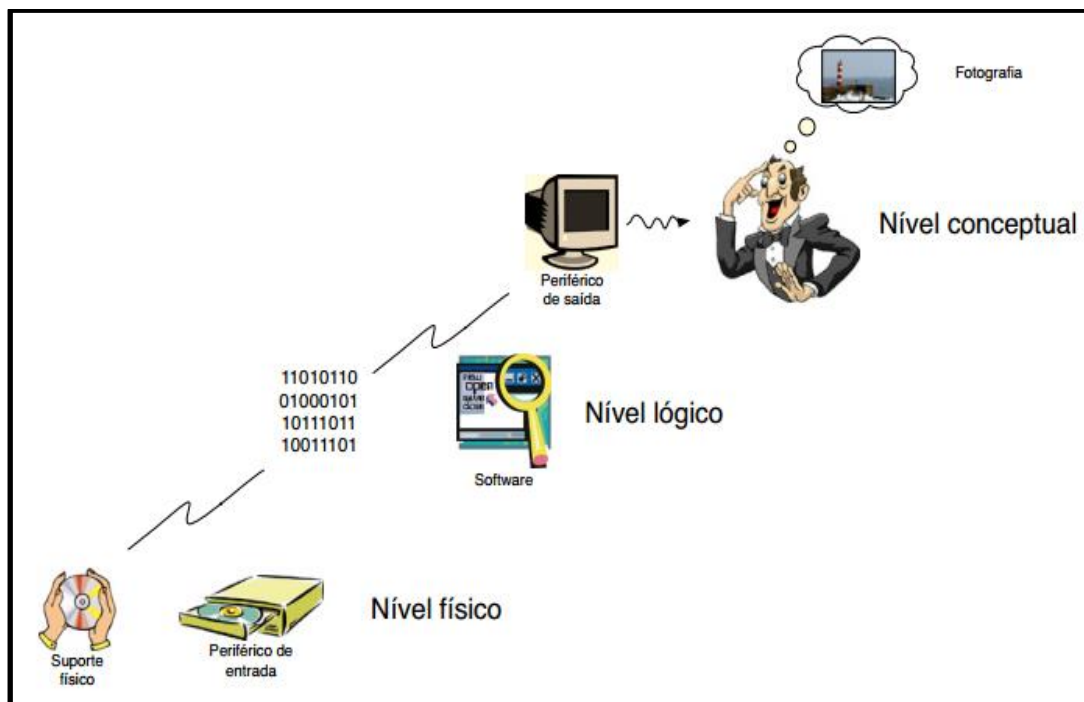 Fotografia
Nível conceptual
Periférico
de saída
11010110
01000101
10111011
10011101
open
Nível lógico
Software
Nível físico
Suporte
físico
Periférico de
entrada